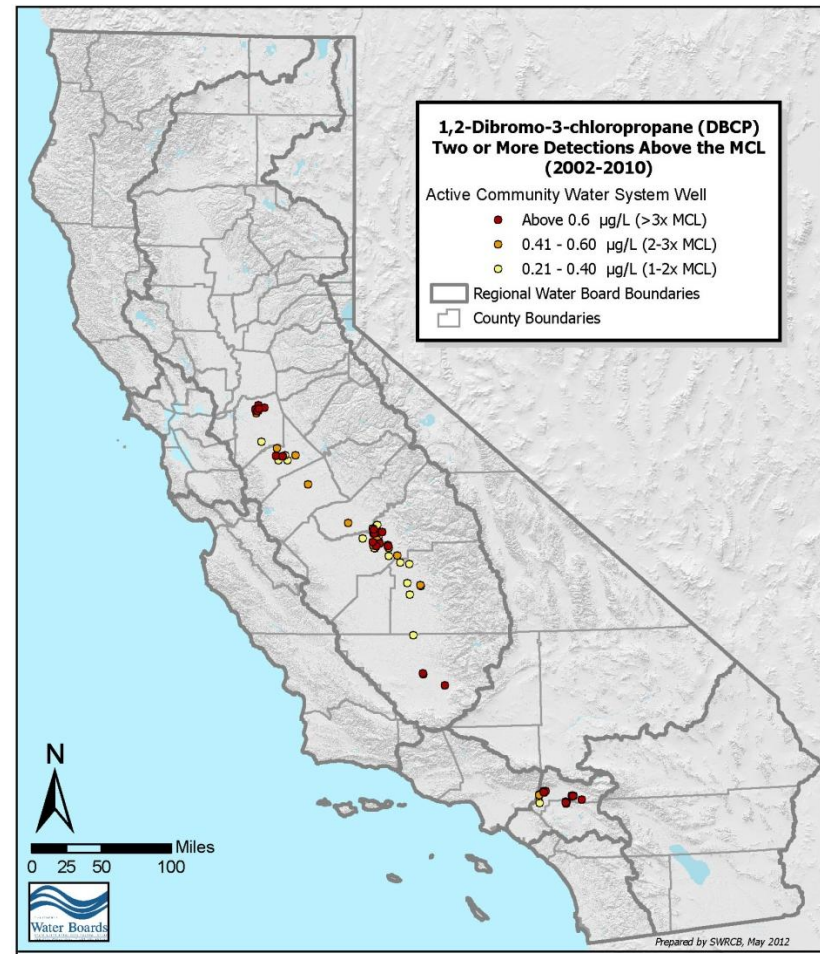 1,2-Dibromo-3-chloropropane (DBCP)
Two or More Detections Above the MCL
(2002-2010)
Active Community Water System Well
Above 0.6 µg/L (>3x MCL)
0.41 - 0.60 µg/L (2-3x MCL)
0.21 - 0.40 µg/L (1-2x MCL)
Regional Water Board Boundaries
County Boundaries
N
Miles
0 25 50 100
Water Boards
Prepared by SWRCB, May 2012